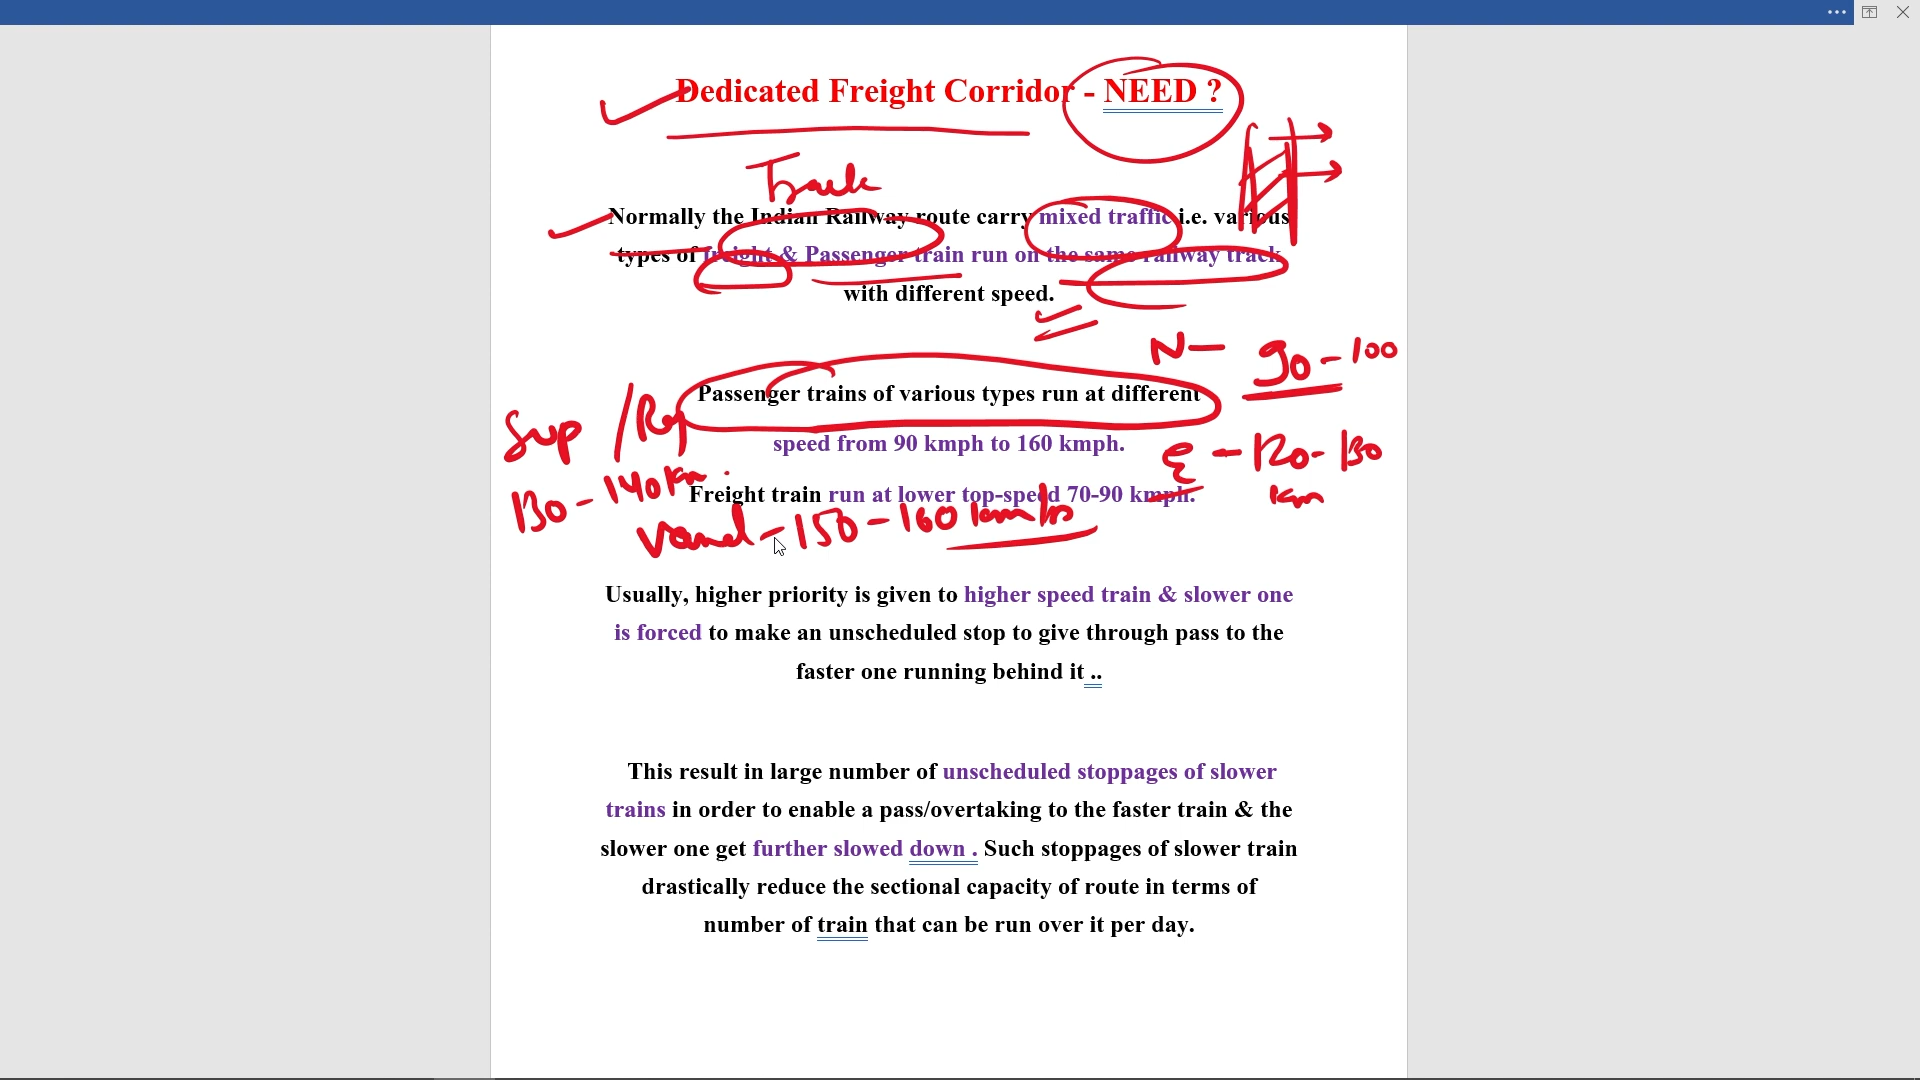 Dedicated Freight Corridor - NEED ?
Track
Normally the Indian Railway route carry mixed traffic i.e. various
types of freight & Passenger train run on the same railway track
with different speed.
N - 90 - 100
Passenger trains of various types run at different
Sup / Raj
speed from 90 kmph to 160 kmph.
E - 120 - 130
km
130 - 140 km
Freight train run at lower top-speed 70-90 kmph.
- 150 - 160 km/hr
Usually, higher priority is given to higher speed train & slower one
is forced to make an unscheduled stop to give through pass to the
faster one running behind it ..
This result in large number of unscheduled stoppages of slower
trains in order to enable a pass/overtaking to the faster train & the
slower one get further slowed down . Such stoppages of slower train
drastically reduce the sectional capacity of route in terms of
number of train that can be run over it per day.